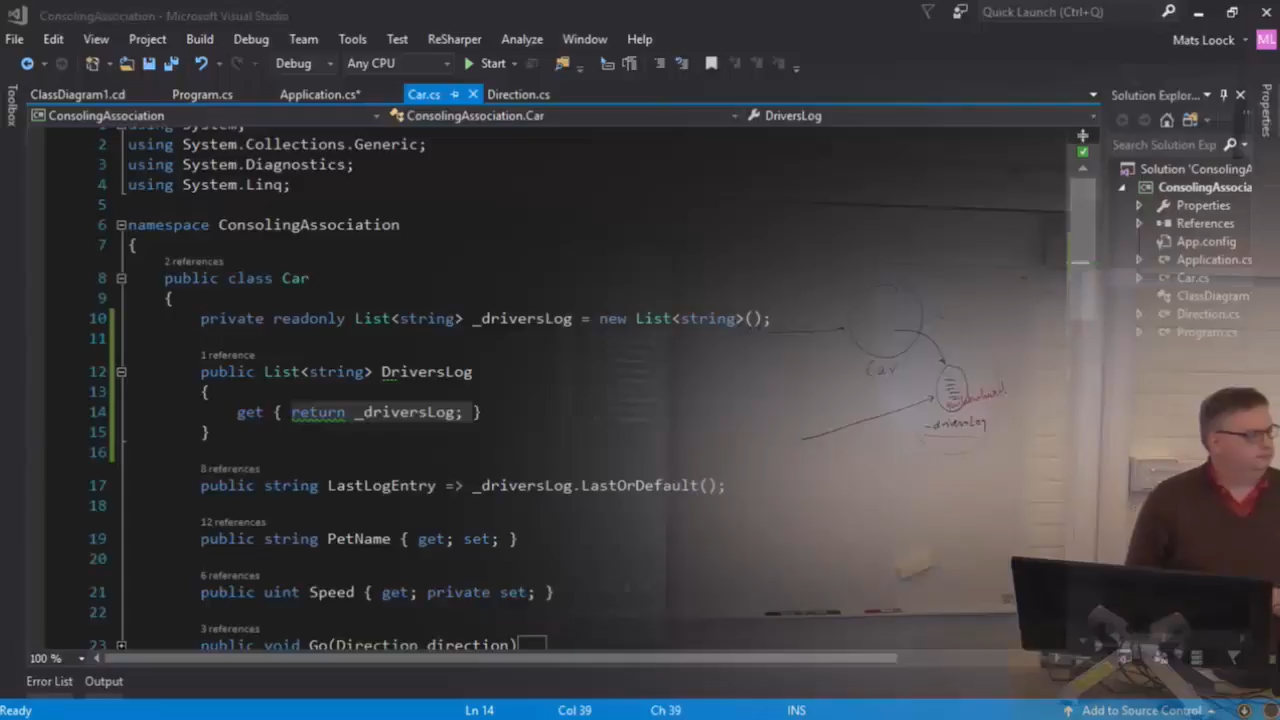 ConsolingAssociation - Microsoft Visual Studio
Quick Launch (Ctrl+Q)
File Edit View Project Build Debug Team Tools Test ReSharper Analyze Window Help
Mats Loock ML
Debug Any CPU Start
Toolbox
ClassDiagram1.cd Program.cs Application.cs* Car.cs Direction.cs
ConsolingAssociation ConsolingAssociation.Car DriversLog
1 using System;
2 using System.Collections.Generic;
3 using System.Diagnostics;
4 using System.Linq;
5
6 namespace ConsolingAssociation
7 {
2 references
8 public class Car
9 {
10 private readonly List<string> _driversLog = new List<string>();
11
1 reference
12 public List<string> DriversLog
13 {
14 get { return _driversLog; }
15 }
16
8 references
17 public string LastLogEntry => _driversLog.LastOrDefault();
18
12 references
19 public string PetName { get; set; }
20
6 references
21 public uint Speed { get; private set; }
22
3 references
23 public void Go(Direction direction)
100 %
Error List Output
Ready Ln 14 Col 39 Ch 39 INS Add to Source Control
Solution Explor...
Search Solution Exp
Solution 'ConsolingA
ConsolingAssocia
Properties
References
App.config
Application.cs
Car.cs
ClassDiagram
Direction.cs
Program.cs
Properties
Car
_driversLog